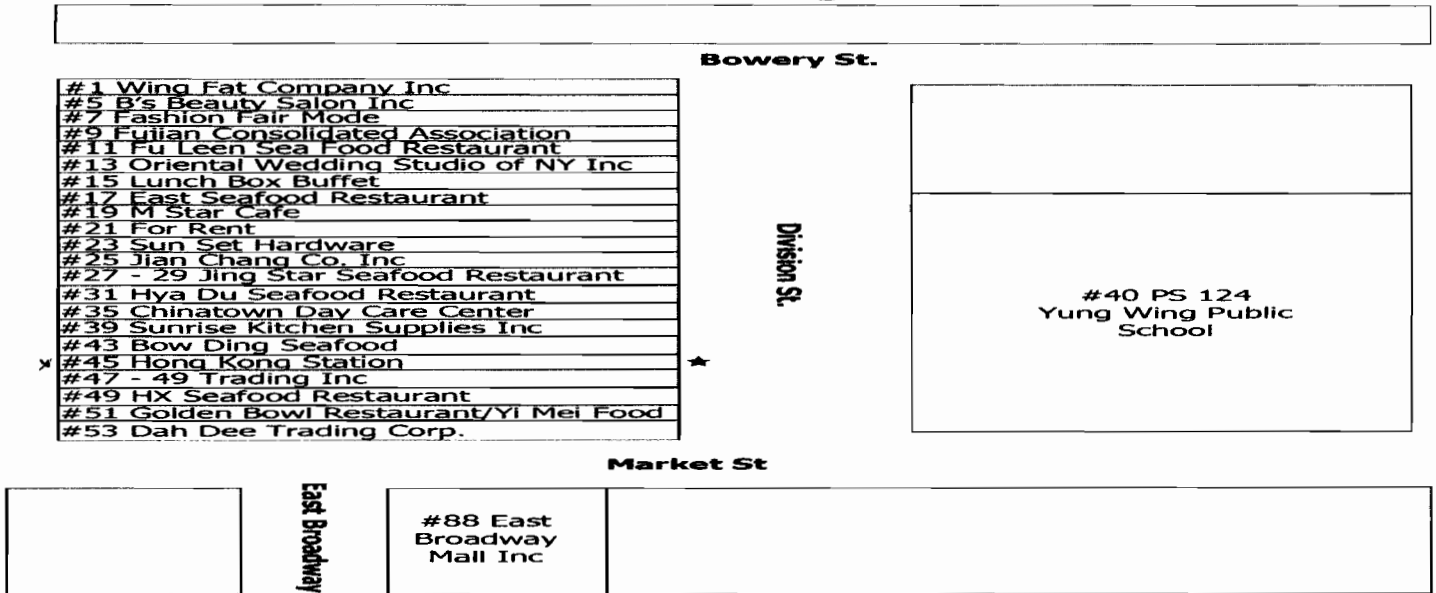 Bowery St.
#1 Wing Fat Company Inc
#5 B's Beauty Salon Inc
#7 Fashion Fair Mode
#9 Fujian Consolidated Association
#11 Fu Leen Sea Food Restaurant
#13 Oriental Wedding Studio of NY Inc
#15 Lunch Box Buffet
#17 East Seafood Restaurant
#19 M Star Cafe
#21 For Rent
#23 Sun Set Hardware
#25 Jian Chang Co. Inc
#27 - 29 Jing Star Seafood Restaurant
#31 Hya Du Seafood Restaurant
#35 Chinatown Day Care Center
#39 Sunrise Kitchen Supplies Inc
#43 Bow Ding Seafood
#45 Hong Kong Station
#47 - 49 Trading Inc
#49 HX Seafood Restaurant
#51 Golden Bowl Restaurant/Yi Mei Food
#53 Dah Dee Trading Corp.
Division St.
#40 PS 124
Yung Wing Public
School
Market St
East Broadway
#88 East
Broadway
Mall Inc